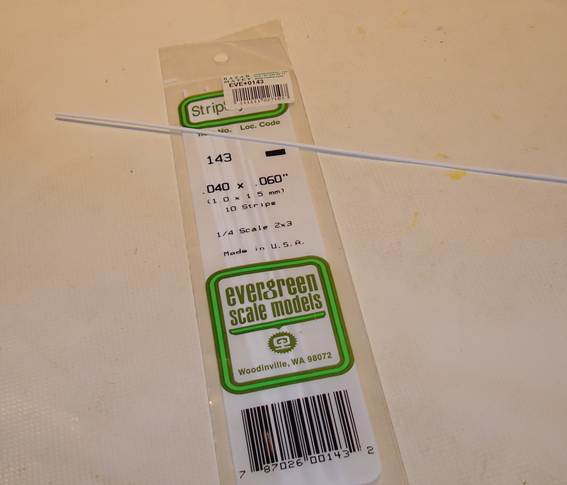 EVE+0143
Strip
No. Loc. Code
143
.040 x .060"
(1.0 x 1.5 mm)
10 Strips
1/4 Scale 2x3
Made in U.S.A.
evergreen
scale models
Woodinville, WA 98072
7 87026 00143 2